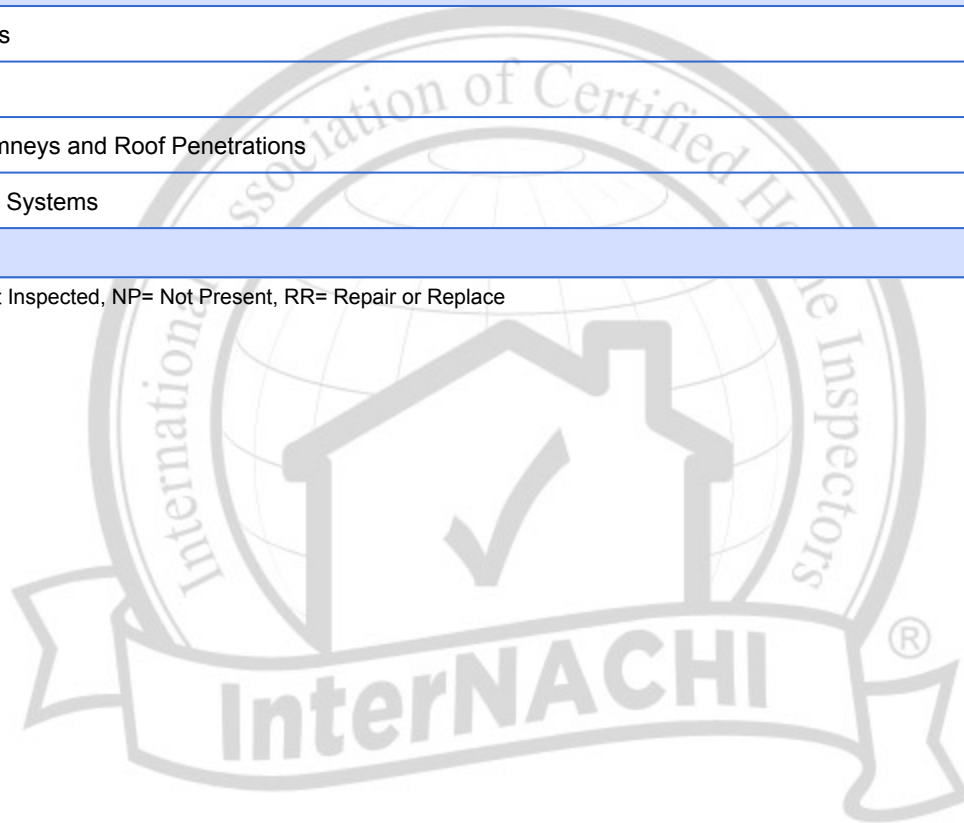 s
mneys and Roof Penetrations
Systems
t Inspected, NP= Not Present, RR= Repair or Replace
International Association of Certified Home Inspectors
InterNACHI
®